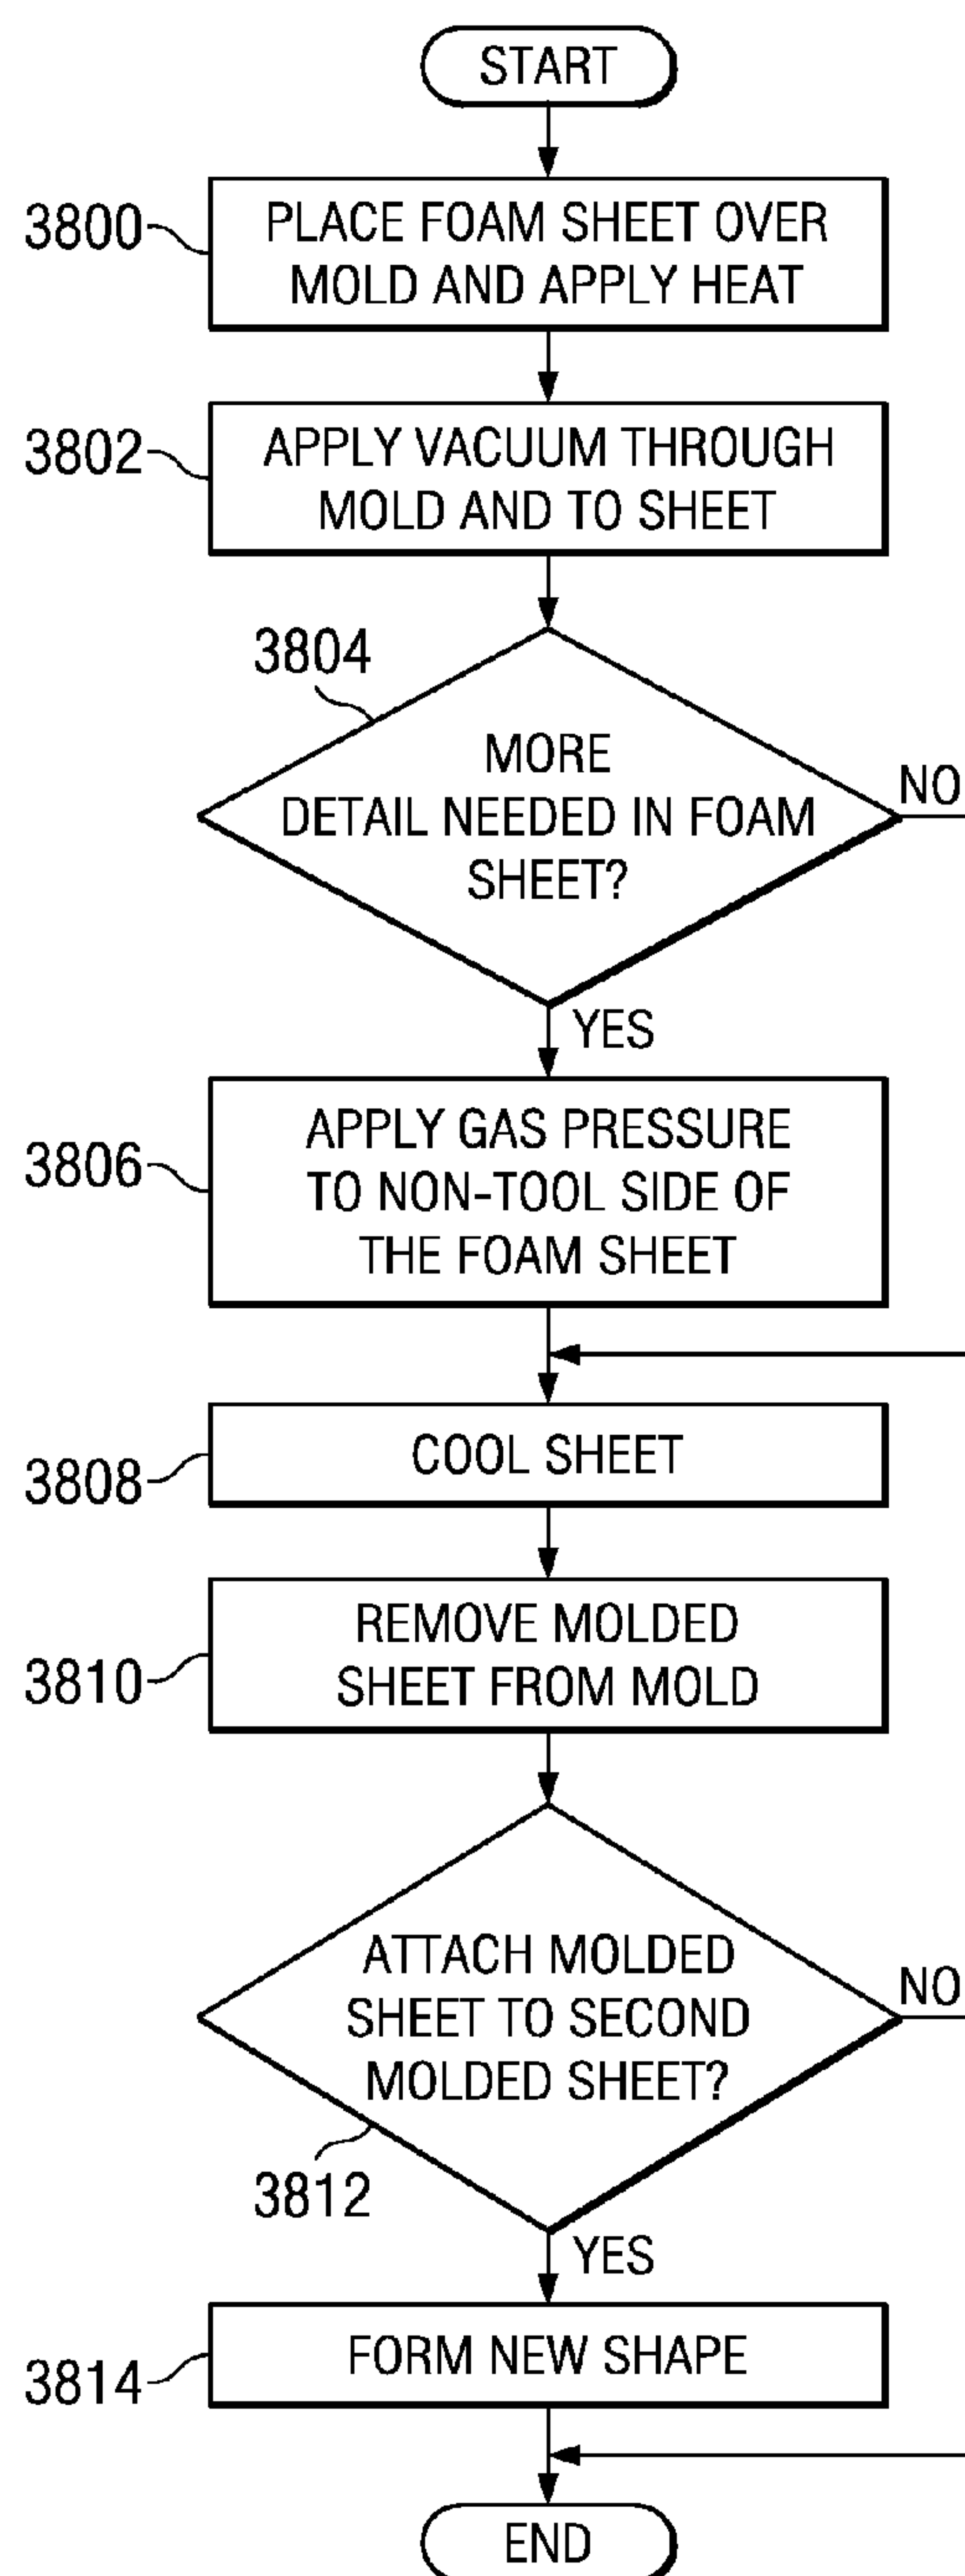 START
3800
PLACE FOAM SHEET OVER
MOLD AND APPLY HEAT
3802
APPLY VACUUM THROUGH
MOLD AND TO SHEET
3804
MORE
DETAIL NEEDED IN FOAM
SHEET?
NO
YES
3806
APPLY GAS PRESSURE
TO NON-TOOL SIDE OF
THE FOAM SHEET
3808
COOL SHEET
3810
REMOVE MOLDED
SHEET FROM MOLD
ATTACH MOLDED
SHEET TO SECOND
MOLDED SHEET?
NO
3812
YES
3814
FORM NEW SHAPE
END